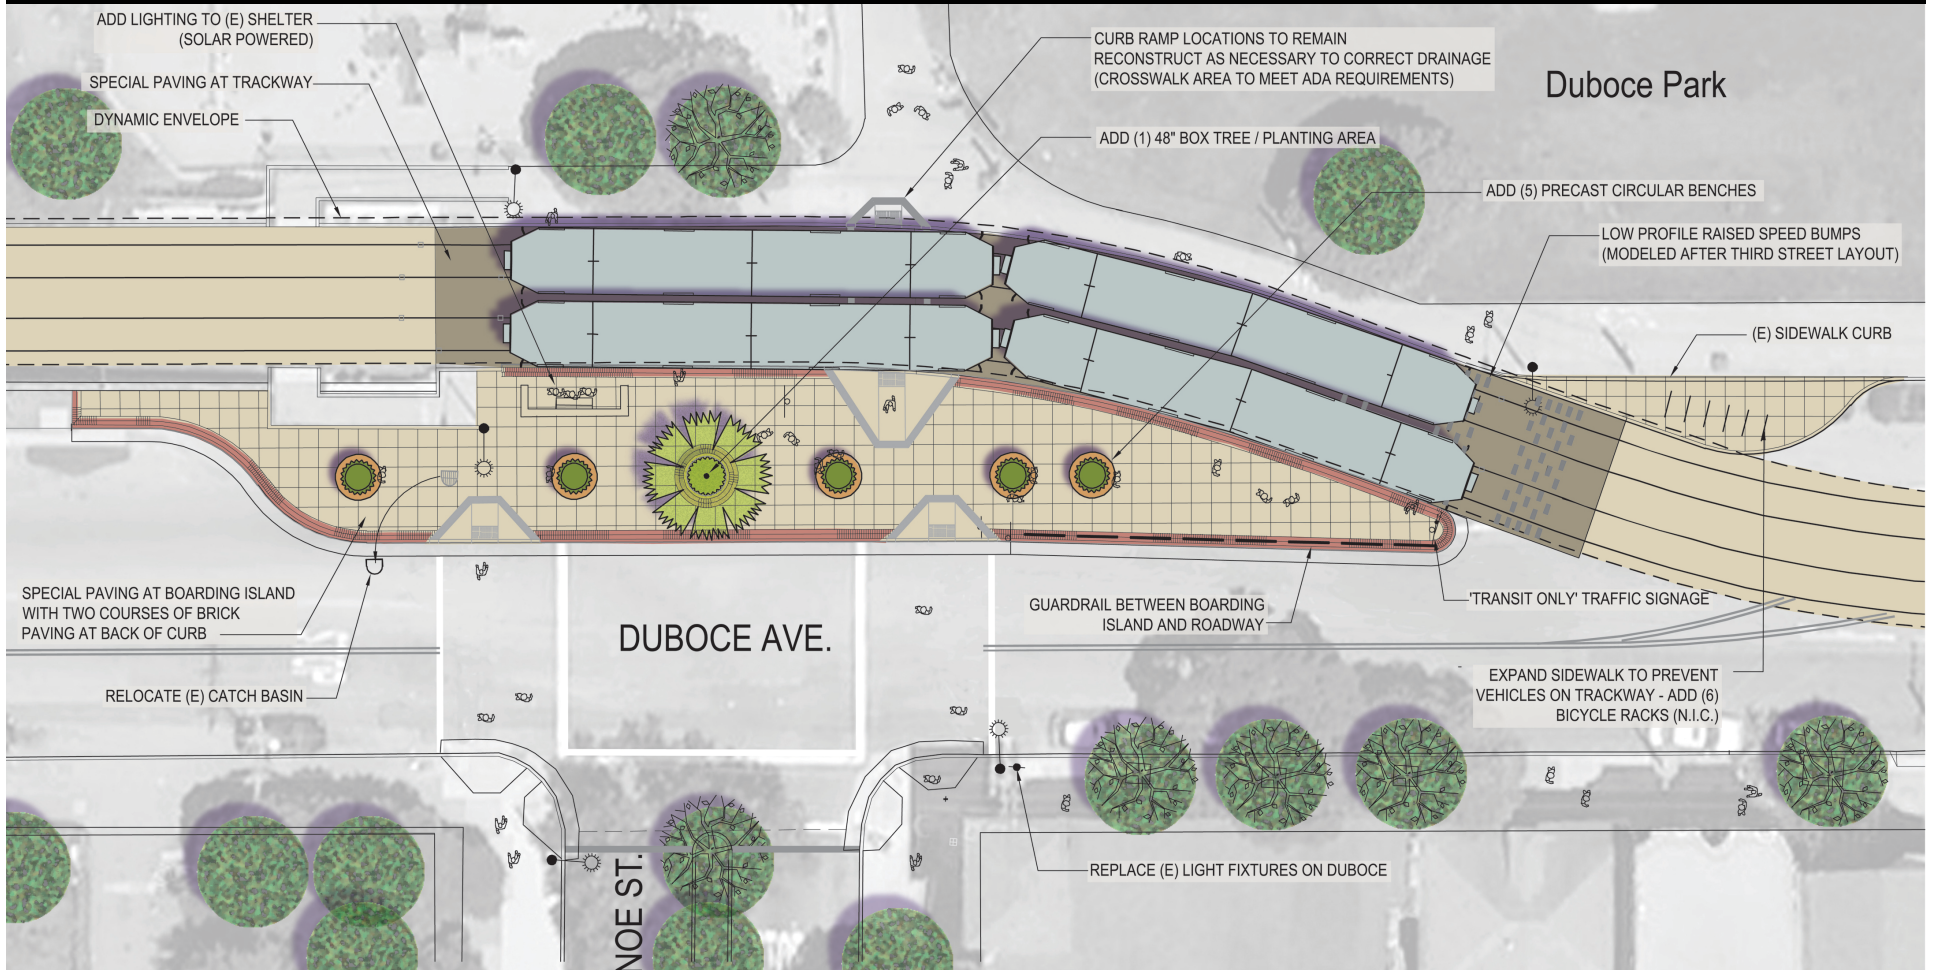 ADD LIGHTING TO (E) SHELTER
(SOLAR POWERED)
SPECIAL PAVING AT TRACKWAY
DYNAMIC ENVELOPE
CURB RAMP LOCATIONS TO REMAIN
RECONSTRUCT AS NECESSARY TO CORRECT DRAINAGE
(CROSSWALK AREA TO MEET ADA REQUIREMENTS)
Duboce Park
ADD (1) 48" BOX TREE / PLANTING AREA
ADD (5) PRECAST CIRCULAR BENCHES
LOW PROFILE RAISED SPEED BUMPS
(MODELED AFTER THIRD STREET LAYOUT)
(E) SIDEWALK CURB
SPECIAL PAVING AT BOARDING ISLAND
WITH TWO COURSES OF BRICK
PAVING AT BACK OF CURB
RELOCATE (E) CATCH BASIN
DUBOCE AVE.
GUARDRAIL BETWEEN BOARDING
ISLAND AND ROADWAY
'TRANSIT ONLY' TRAFFIC SIGNAGE
EXPAND SIDEWALK TO PREVENT
VEHICLES ON TRACKWAY - ADD (6)
BICYCLE RACKS (N.I.C.)
REPLACE (E) LIGHT FIXTURES ON DUBOCE
NOE ST.